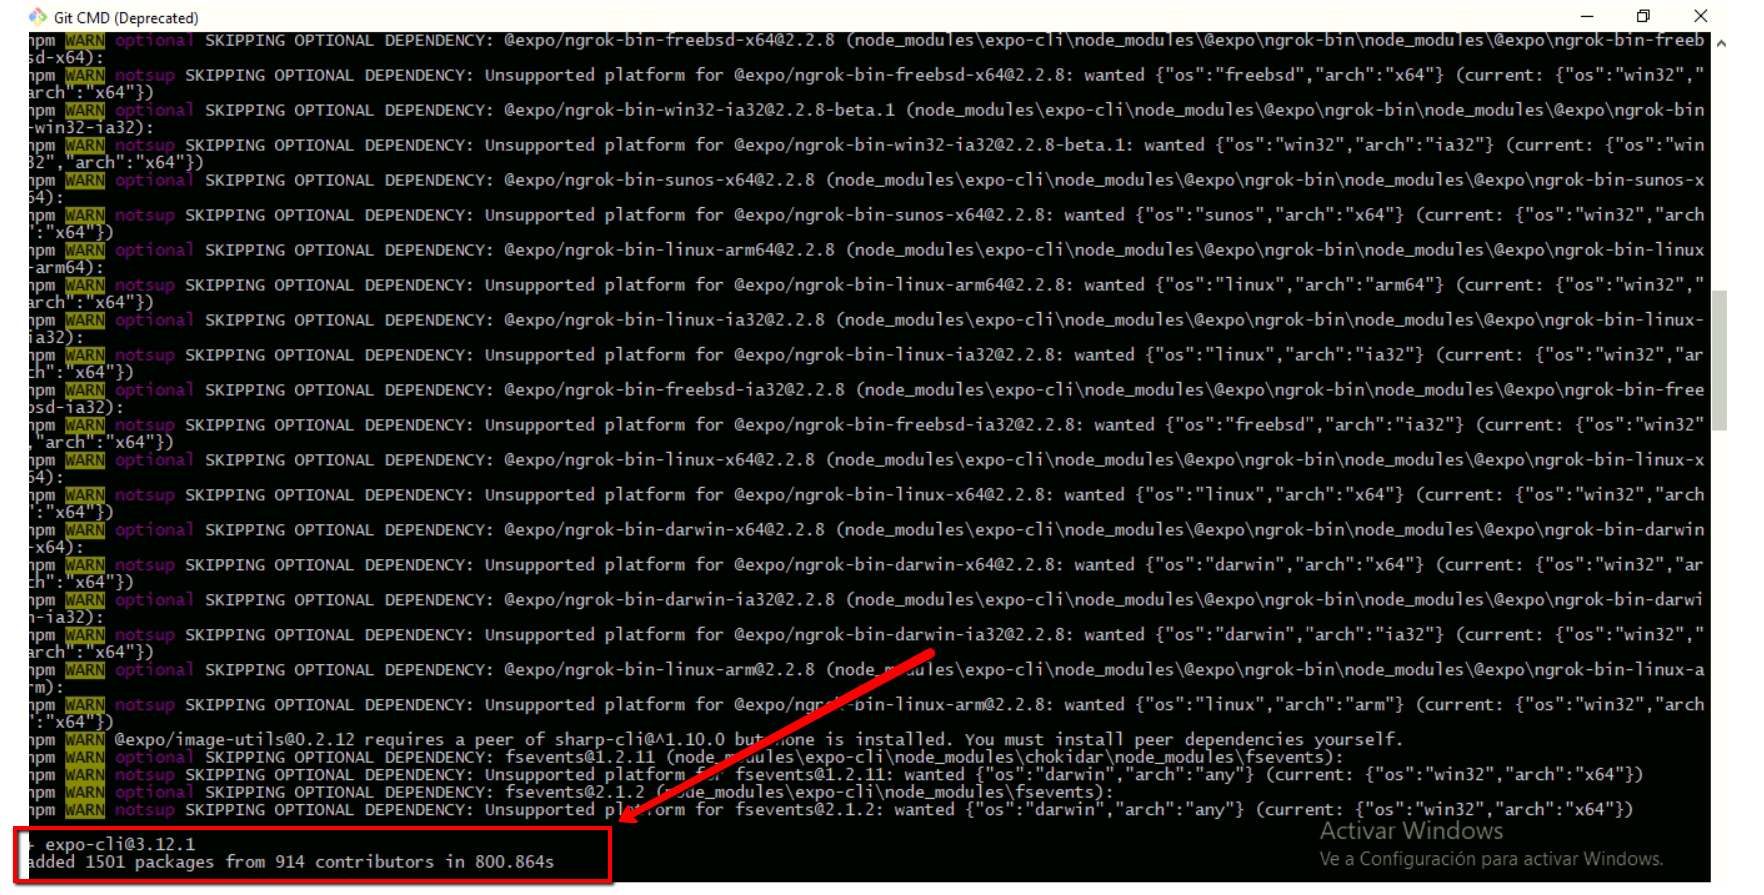 Git CMD (Deprecated)
npm WARN optional SKIPPING OPTIONAL DEPENDENCY: @expo/ngrok-bin-freebsd-x64@2.2.8 (node_modules\expo-cli\node_modules\@expo\ngrok-bin\node_modules\@expo\ngrok-bin-freeb
sd-x64):
npm WARN notsup SKIPPING OPTIONAL DEPENDENCY: Unsupported platform for @expo/ngrok-bin-freebsd-x64@2.2.8: wanted {"os":"freebsd","arch":"x64"} (current: {"os":"win32","
arch":"x64"})
npm WARN optional SKIPPING OPTIONAL DEPENDENCY: @expo/ngrok-bin-win32-ia32@2.2.8-beta.1 (node_modules\expo-cli\node_modules\@expo\ngrok-bin\node_modules\@expo\ngrok-bin
-win32-ia32):
npm WARN notsup SKIPPING OPTIONAL DEPENDENCY: Unsupported platform for @expo/ngrok-bin-win32-ia32@2.2.8-beta.1: wanted {"os":"win32","arch":"ia32"} (current: {"os":"win
32","arch":"x64"})
npm WARN optional SKIPPING OPTIONAL DEPENDENCY: @expo/ngrok-bin-sunos-x64@2.2.8 (node_modules\expo-cli\node_modules\@expo\ngrok-bin\node_modules\@expo\ngrok-bin-sunos-x
64):
npm WARN notsup SKIPPING OPTIONAL DEPENDENCY: Unsupported platform for @expo/ngrok-bin-sunos-x64@2.2.8: wanted {"os":"sunos","arch":"x64"} (current: {"os":"win32","arch
":"x64"})
npm WARN optional SKIPPING OPTIONAL DEPENDENCY: @expo/ngrok-bin-linux-arm64@2.2.8 (node_modules\expo-cli\node_modules\@expo\ngrok-bin\node_modules\@expo\ngrok-bin-linux
-arm64):
npm WARN notsup SKIPPING OPTIONAL DEPENDENCY: Unsupported platform for @expo/ngrok-bin-linux-arm64@2.2.8: wanted {"os":"linux","arch":"arm64"} (current: {"os":"win32","
arch":"x64"})
npm WARN optional SKIPPING OPTIONAL DEPENDENCY: @expo/ngrok-bin-linux-ia32@2.2.8 (node_modules\expo-cli\node_modules\@expo\ngrok-bin\node_modules\@expo\ngrok-bin-linux-
ia32):
npm WARN notsup SKIPPING OPTIONAL DEPENDENCY: Unsupported platform for @expo/ngrok-bin-linux-ia32@2.2.8: wanted {"os":"linux","arch":"ia32"} (current: {"os":"win32","ar
ch":"x64"})
npm WARN optional SKIPPING OPTIONAL DEPENDENCY: @expo/ngrok-bin-freebsd-ia32@2.2.8 (node_modules\expo-cli\node_modules\@expo\ngrok-bin\node_modules\@expo\ngrok-bin-free
bsd-ia32):
npm WARN notsup SKIPPING OPTIONAL DEPENDENCY: Unsupported platform for @expo/ngrok-bin-freebsd-ia32@2.2.8: wanted {"os":"freebsd","arch":"ia32"} (current: {"os":"win32"
,"arch":"x64"})
npm WARN optional SKIPPING OPTIONAL DEPENDENCY: @expo/ngrok-bin-linux-x64@2.2.8 (node_modules\expo-cli\node_modules\@expo\ngrok-bin\node_modules\@expo\ngrok-bin-linux-x
64):
npm WARN notsup SKIPPING OPTIONAL DEPENDENCY: Unsupported platform for @expo/ngrok-bin-linux-x64@2.2.8: wanted {"os":"linux","arch":"x64"} (current: {"os":"win32","arch
":"x64"})
npm WARN optional SKIPPING OPTIONAL DEPENDENCY: @expo/ngrok-bin-darwin-x64@2.2.8 (node_modules\expo-cli\node_modules\@expo\ngrok-bin\node_modules\@expo\ngrok-bin-darwin
-x64):
npm WARN notsup SKIPPING OPTIONAL DEPENDENCY: Unsupported platform for @expo/ngrok-bin-darwin-x64@2.2.8: wanted {"os":"darwin","arch":"x64"} (current: {"os":"win32","ar
ch":"x64"})
npm WARN optional SKIPPING OPTIONAL DEPENDENCY: @expo/ngrok-bin-darwin-ia32@2.2.8 (node_modules\expo-cli\node_modules\@expo\ngrok-bin\node_modules\@expo\ngrok-bin-darwi
n-ia32):
npm WARN notsup SKIPPING OPTIONAL DEPENDENCY: Unsupported platform for @expo/ngrok-bin-darwin-ia32@2.2.8: wanted {"os":"darwin","arch":"ia32"} (current: {"os":"win32","
arch":"x64"})
npm WARN optional SKIPPING OPTIONAL DEPENDENCY: @expo/ngrok-bin-linux-arm@2.2.8 (node_modules\expo-cli\node_modules\@expo\ngrok-bin\node_modules\@expo\ngrok-bin-linux-a
rm):
npm WARN notsup SKIPPING OPTIONAL DEPENDENCY: Unsupported platform for @expo/ngrok-bin-linux-arm@2.2.8: wanted {"os":"linux","arch":"arm"} (current: {"os":"win32","arch
":"x64"})
npm WARN @expo/image-utils@0.2.12 requires a peer of sharp-cli@^1.10.0 but none is installed. You must install peer dependencies yourself.
npm WARN optional SKIPPING OPTIONAL DEPENDENCY: fsevents@1.2.11 (node_modules\expo-cli\node_modules\chokidar\node_modules\fsevents):
npm WARN notsup SKIPPING OPTIONAL DEPENDENCY: Unsupported platform for fsevents@1.2.11: wanted {"os":"darwin","arch":"any"} (current: {"os":"win32","arch":"x64"})
npm WARN optional SKIPPING OPTIONAL DEPENDENCY: fsevents@2.1.2 (node_modules\expo-cli\node_modules\fsevents):
npm WARN notsup SKIPPING OPTIONAL DEPENDENCY: Unsupported platform for fsevents@2.1.2: wanted {"os":"darwin","arch":"any"} (current: {"os":"win32","arch":"x64"})
+ expo-cli@3.12.1
added 1501 packages from 914 contributors in 800.864s
Activar Windows
Ve a Configuración para activar Windows.